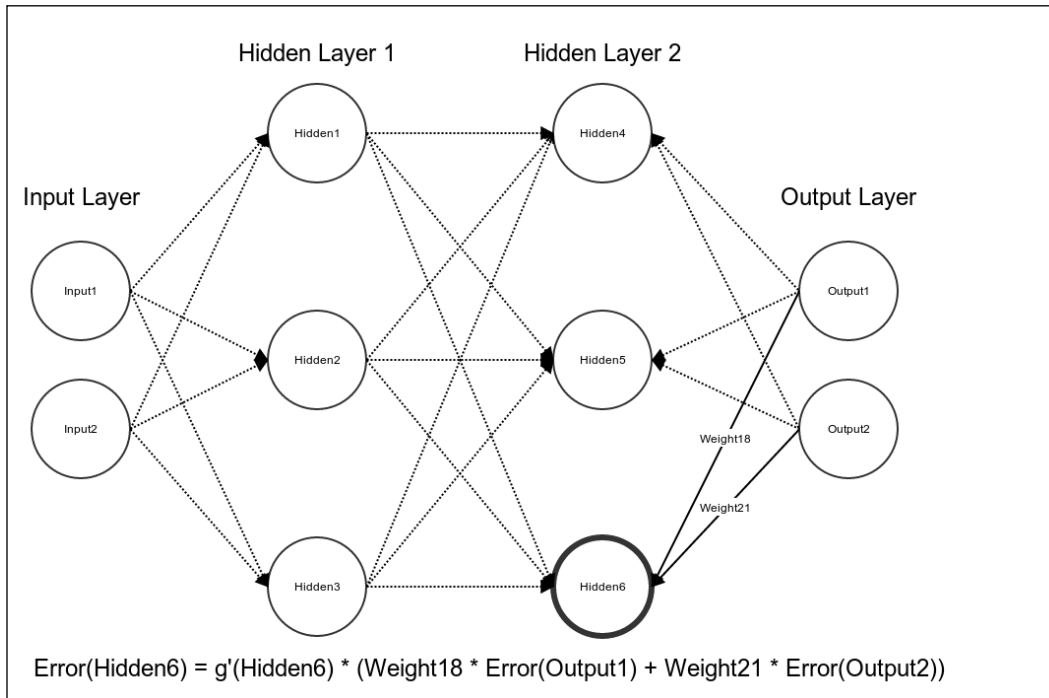 Hidden Layer 1
Hidden Layer 2
Hidden1
Hidden4
Input Layer
Output Layer
Input1
Output1
Hidden2
Hidden5
Input2
Output2
Weight18
Weight21
Hidden3
Hidden6
Error(Hidden6) = g'(Hidden6) * (Weight18 * Error(Output1) + Weight21 * Error(Output2))